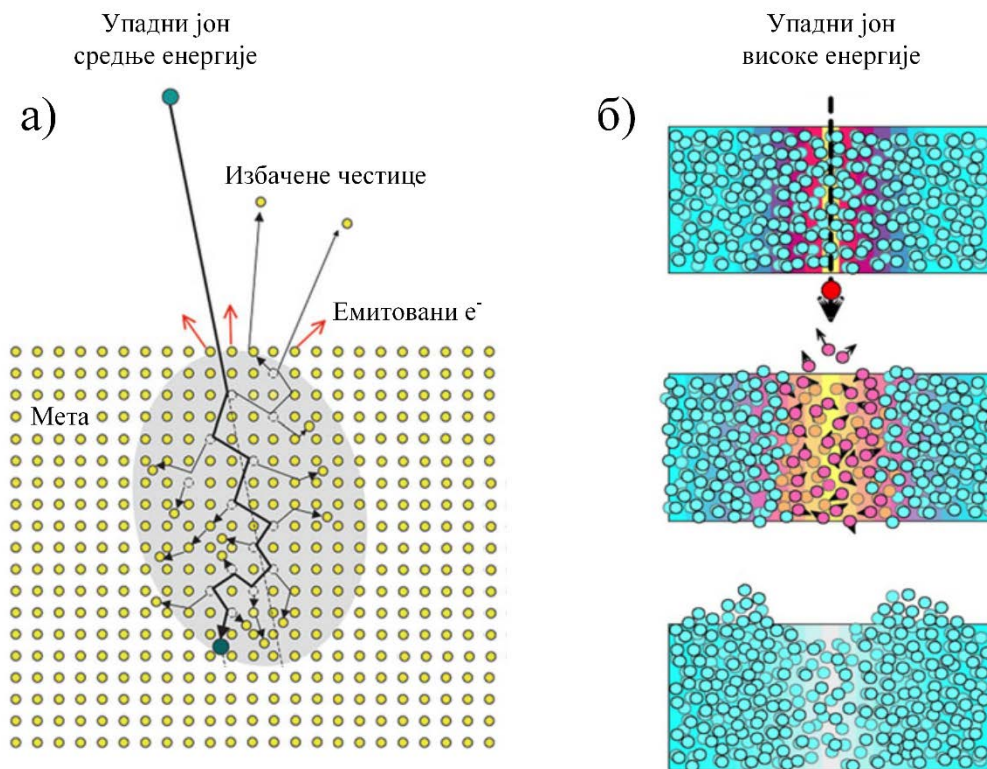 Упадни јон
средње енергије
а)
Избачене честице
Емитовани е⁻
Мета
Упадни јон
високе енергије
б)